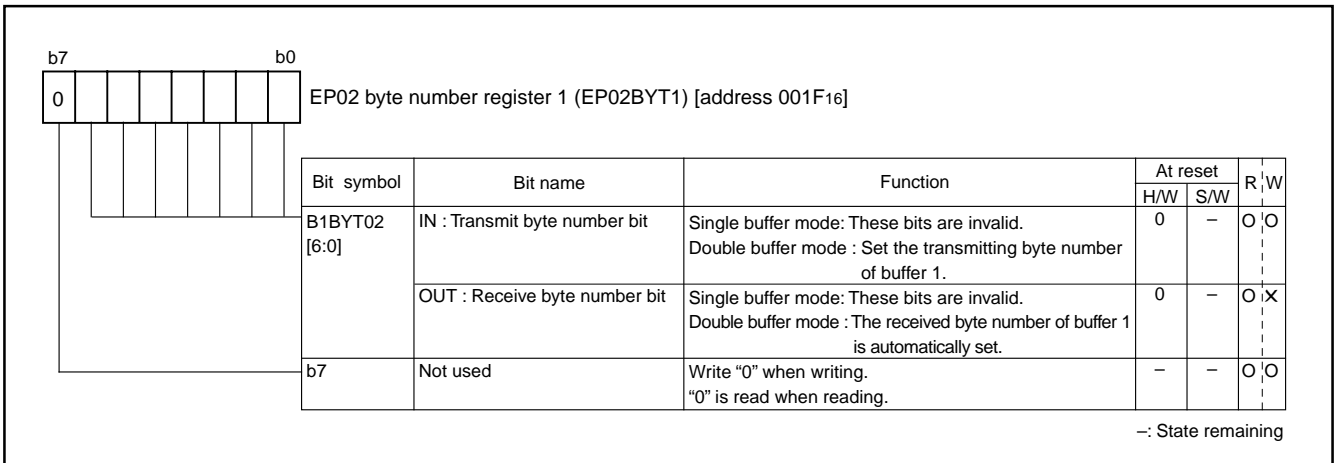 b7 b0
0 EP02 byte number register 1 (EP02BYT1) [address 001F16]
Bit symbol Bit name Function At reset R W
H/W S/W
B1BYT02 IN : Transmit byte number bit Single buffer mode: These bits are invalid. 0 – O O
[6:0] Double buffer mode : Set the transmitting byte number
of buffer 1.
OUT : Receive byte number bit Single buffer mode: These bits are invalid. 0 – O ×
Double buffer mode : The received byte number of buffer 1
is automatically set.
b7 Not used Write “0” when writing. – – O O
“0” is read when reading.
–: State remaining